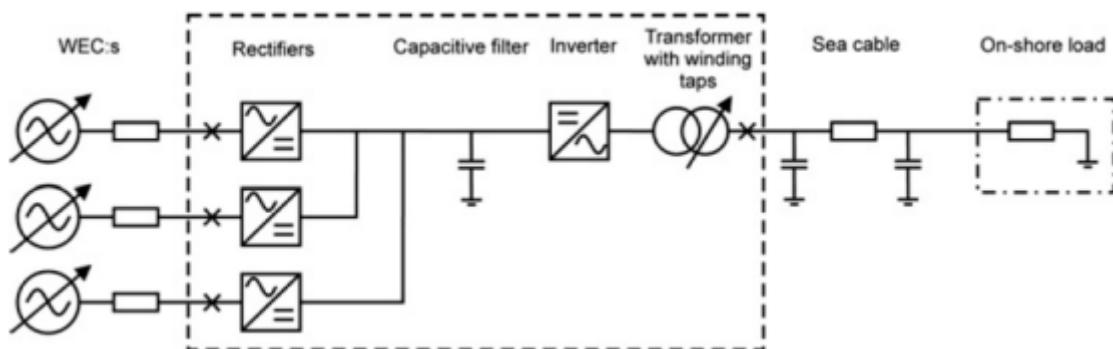 WEC:s
Rectifiers
Capacitive filter
Inverter
Transformer
with winding
taps
Sea cable
On-shore load